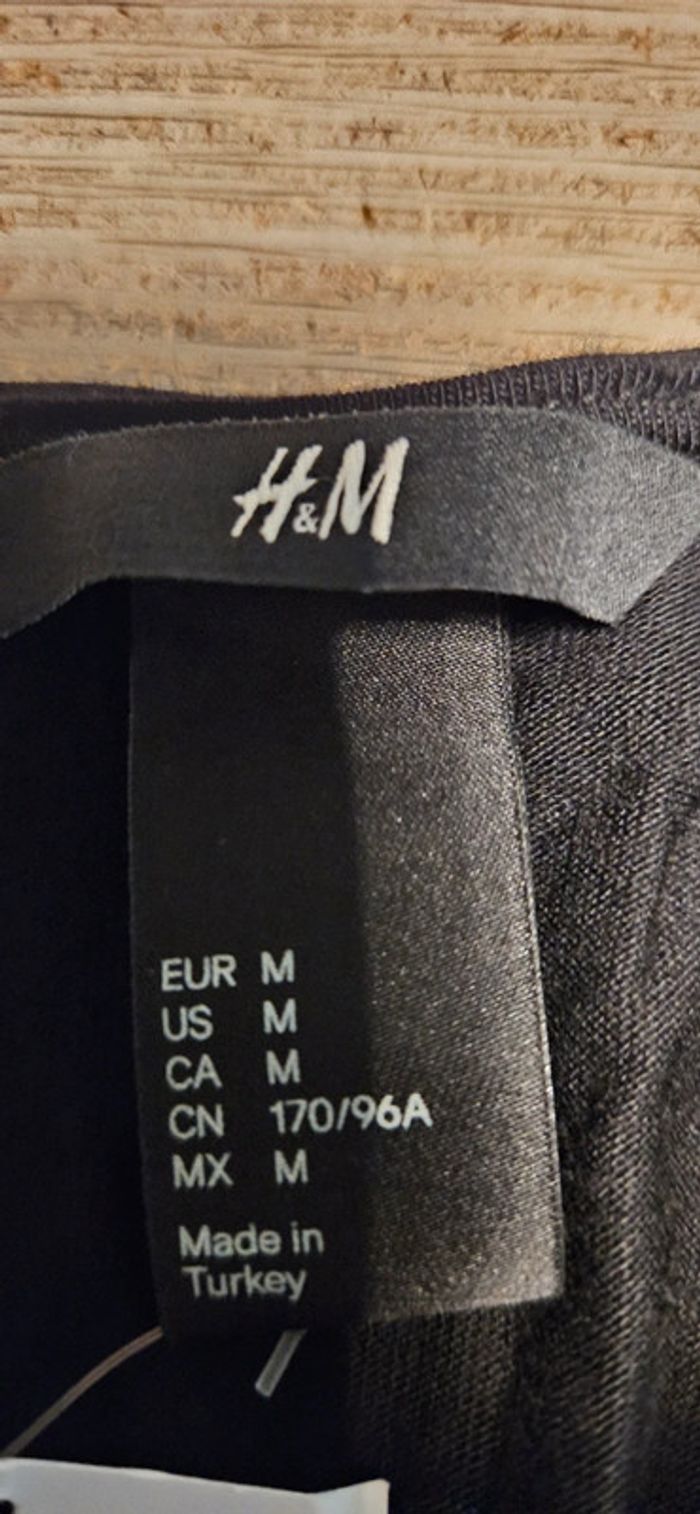 H&M
EUR M
US M
CA M
CN 170/96A
MX M
Made in
Turkey